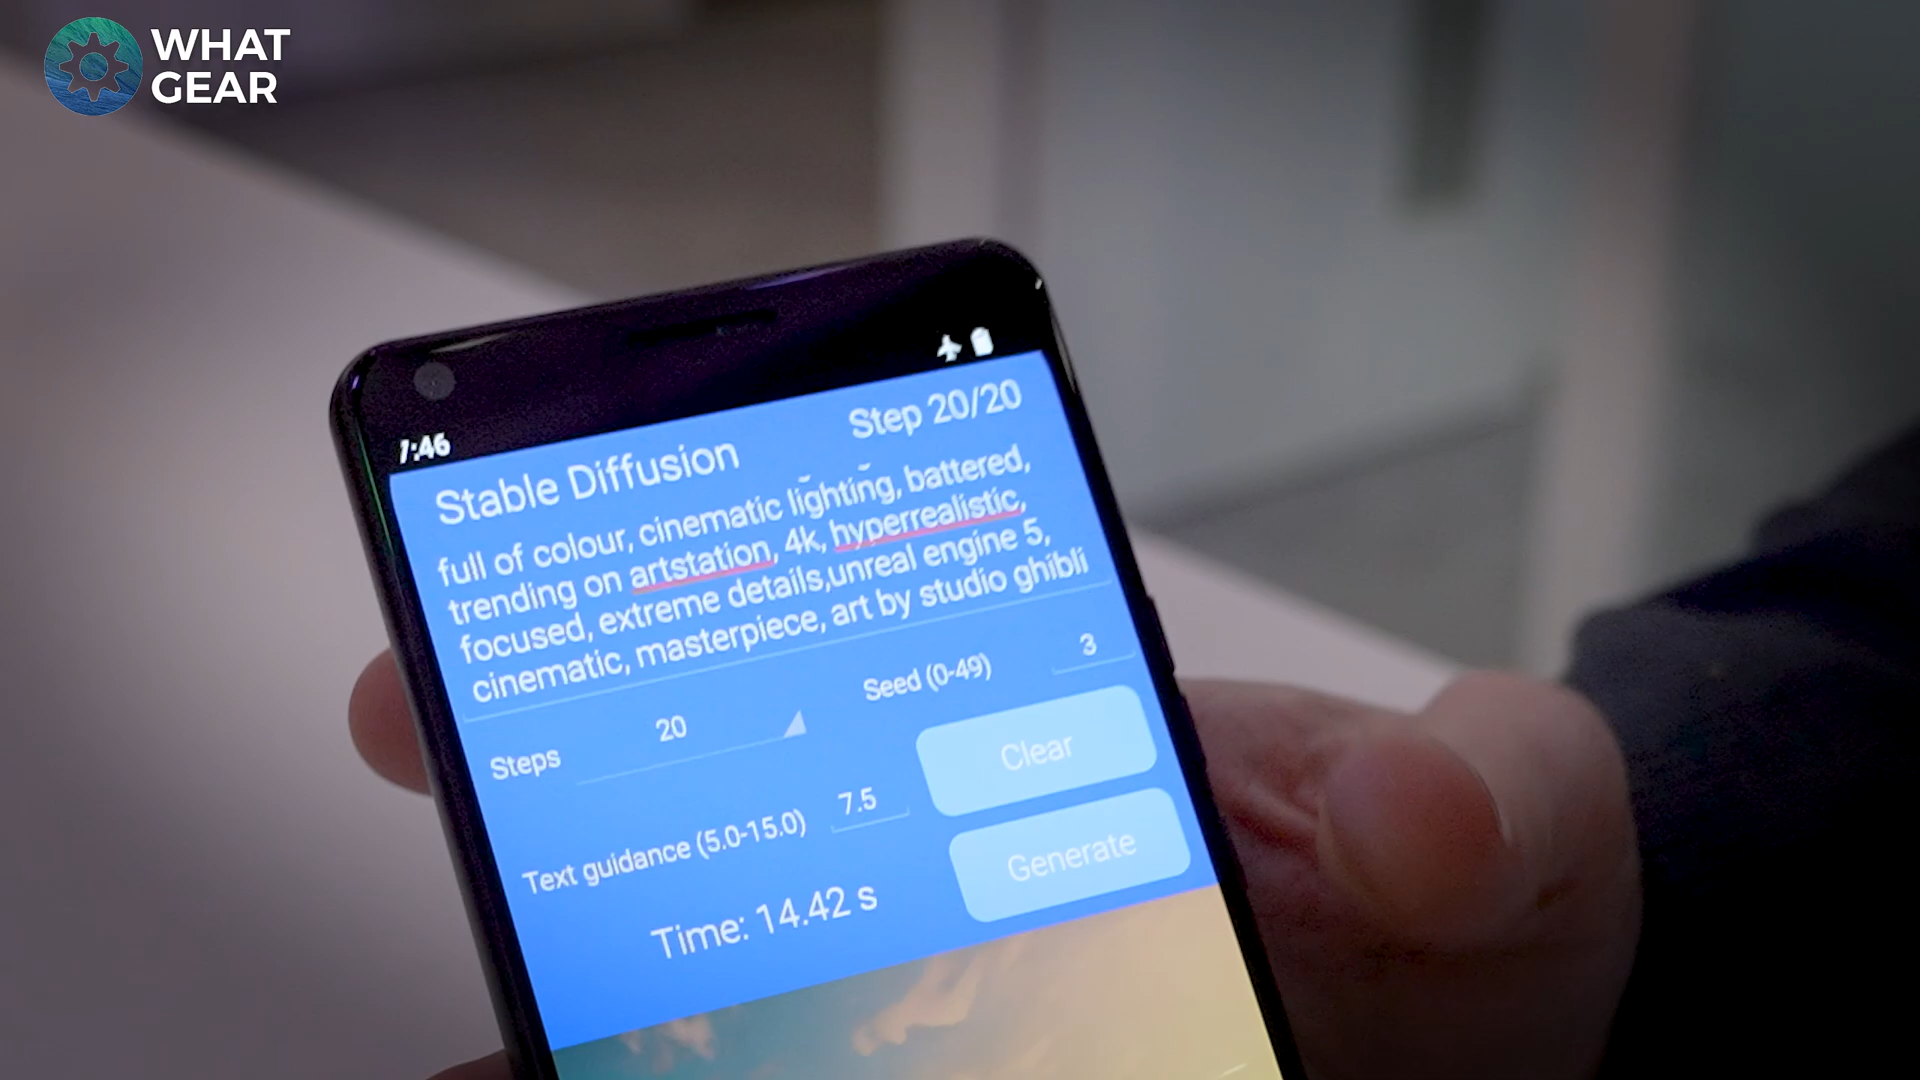 WHAT
GEAR
1:46
Stable Diffusion
Step 20/20
full of colour, cinematic lighting, battered,
trending on artstation, 4k, hyperrealistic,
focused, extreme details,unreal engine 5,
cinematic, masterpiece, art by studio ghibli
Steps
20
Seed (0-49)
3
Clear
Text guidance (5.0-15.0)
7.5
Generate
Time: 14.42 s